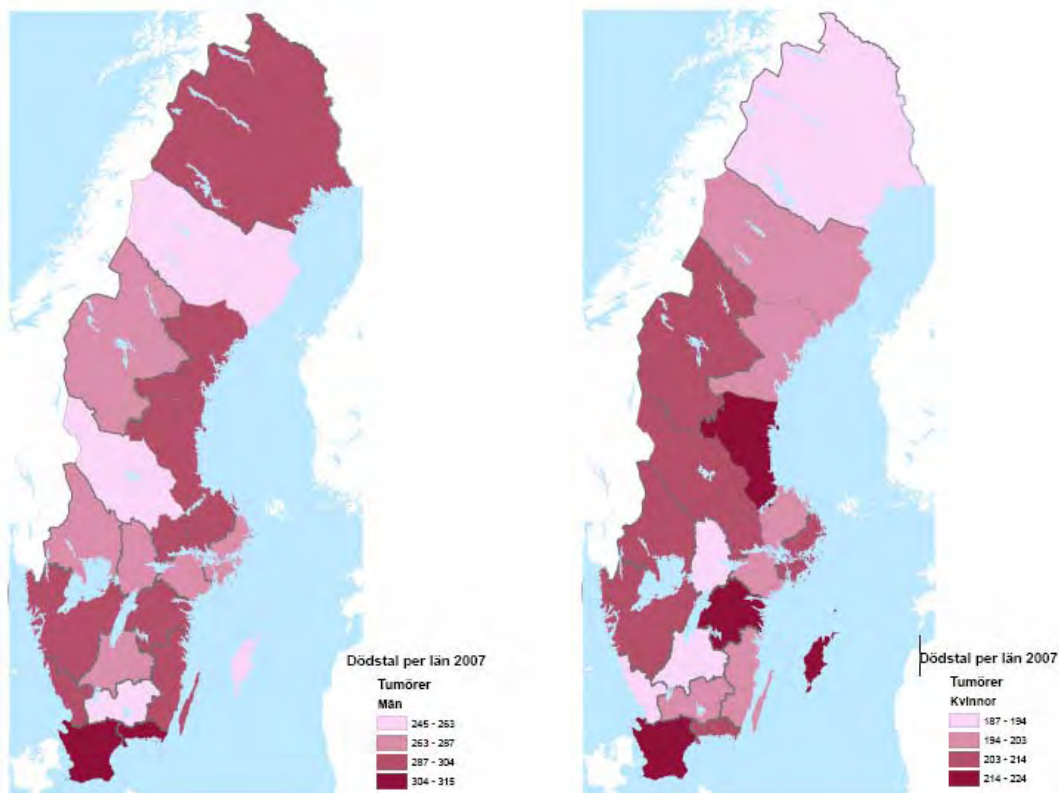 Dödstal per län 2007
Tumörer
Män
245 - 263
263 - 287
287 - 304
304 - 315
Dödstal per län 2007
Tumörer
Kvinnor
187 - 194
194 - 203
203 - 214
214 - 224